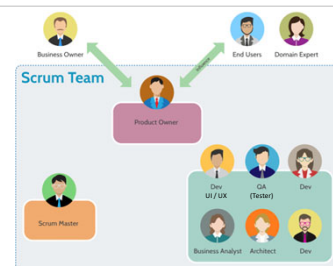 Business Owner
End Users
Domain Expert
Scrum Team
Product Owner
Dev
UI / UX
QA
(Tester)
Dev
Scrum Master
Business Analyst
Architect
Dev